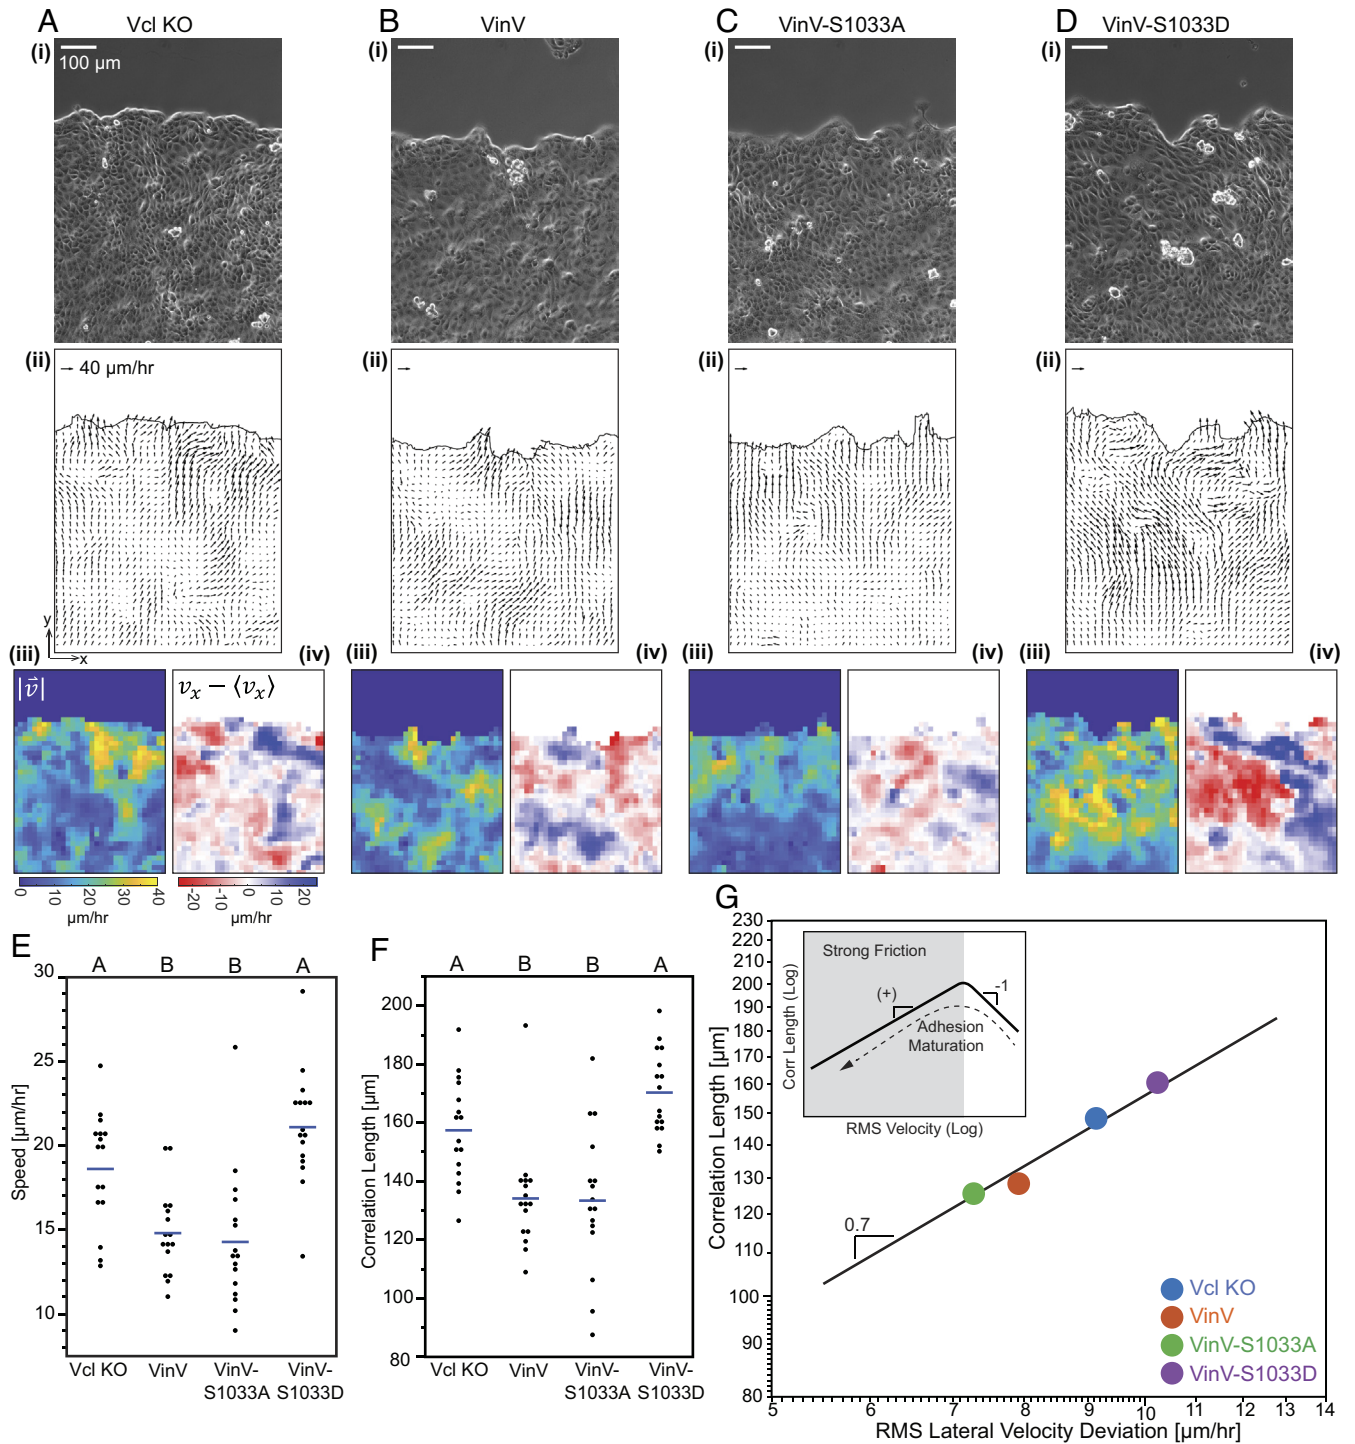 A Vcl KO
B VinV
C VinV-S1033A
D VinV-S1033D
(i)
(i)
(i)
(i)
100 µm
(ii)
(ii)
(ii)
(ii)
40 µm/hr
y
x
(iii)
(iv)
(iii)
(iv)
(iii)
(iv)
(iii)
(iv)
|v⃗|
vₓ − ⟨vₓ⟩
0 10 20 30 40
µm/hr
-20 -10 0 10 20
µm/hr
E
A B B A
30
25
20
15
10
Speed [µm/hr]
Vcl KO
VinV
VinV-
S1033A
VinV-
S1033D
F
A B B A
200
180
160
140
120
100
80
Correlation Length [µm]
Vcl KO
VinV
VinV-
S1033A
VinV-
S1033D
G
230
220
210
200
190
180
170
160
150
140
130
120
110
100
90
80
Correlation Length [µm]
Strong Friction
(+)
-1
Adhesion
Maturation
Corr Length (Log)
RMS Velocity (Log)
0.7
Vcl KO
VinV
VinV-S1033A
VinV-S1033D
5 6 7 8 9 10 11 12 13 14
RMS Lateral Velocity Deviation [µm/hr]